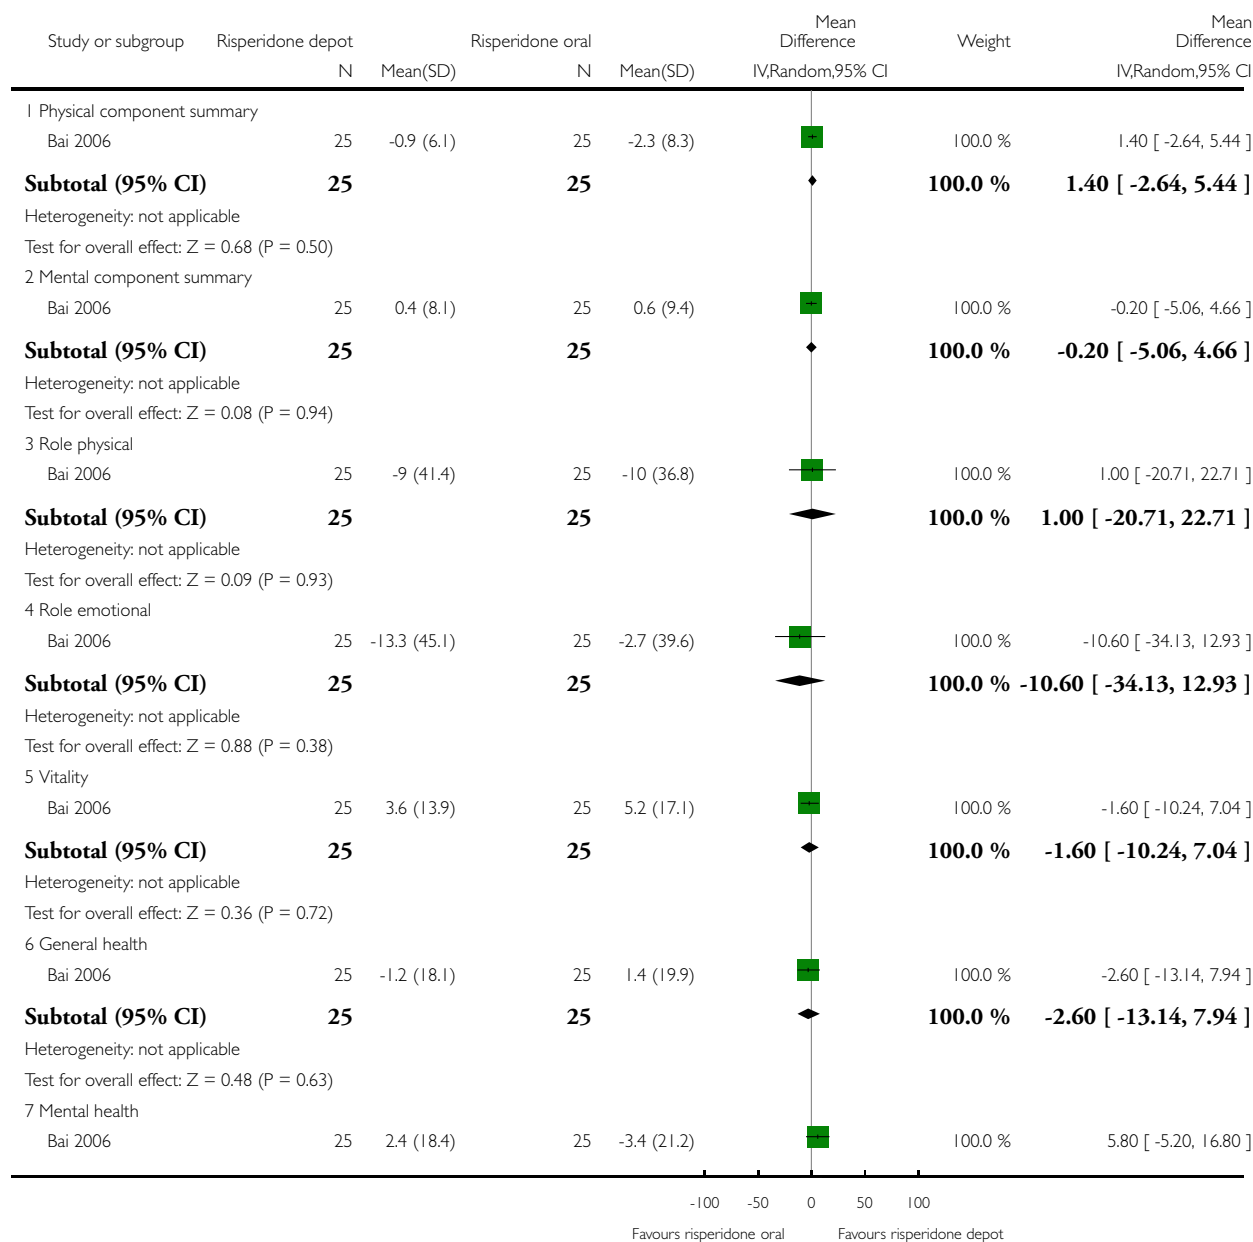 Mean Mean
Study or subgroup Risperidone depot Risperidone oral Difference Weight Difference
N Mean(SD) N Mean(SD) IV,Random,95% CI IV,Random,95% CI
1 Physical component summary
Bai 2006 25 -0.9 (6.1) 25 -2.3 (8.3) 100.0 % 1.40 [ -2.64, 5.44 ]
Subtotal (95% CI) 25 25 100.0 % 1.40 [ -2.64, 5.44 ]
Heterogeneity: not applicable
Test for overall effect: Z = 0.68 (P = 0.50)
2 Mental component summary
Bai 2006 25 0.4 (8.1) 25 0.6 (9.4) 100.0 % -0.20 [ -5.06, 4.66 ]
Subtotal (95% CI) 25 25 100.0 % -0.20 [ -5.06, 4.66 ]
Heterogeneity: not applicable
Test for overall effect: Z = 0.08 (P = 0.94)
3 Role physical
Bai 2006 25 -9 (41.4) 25 -10 (36.8) 100.0 % 1.00 [ -20.71, 22.71 ]
Subtotal (95% CI) 25 25 100.0 % 1.00 [ -20.71, 22.71 ]
Heterogeneity: not applicable
Test for overall effect: Z = 0.09 (P = 0.93)
4 Role emotional
Bai 2006 25 -13.3 (45.1) 25 -2.7 (39.6) 100.0 % -10.60 [ -34.13, 12.93 ]
Subtotal (95% CI) 25 25 100.0 % -10.60 [ -34.13, 12.93 ]
Heterogeneity: not applicable
Test for overall effect: Z = 0.88 (P = 0.38)
5 Vitality
Bai 2006 25 3.6 (13.9) 25 5.2 (17.1) 100.0 % -1.60 [ -10.24, 7.04 ]
Subtotal (95% CI) 25 25 100.0 % -1.60 [ -10.24, 7.04 ]
Heterogeneity: not applicable
Test for overall effect: Z = 0.36 (P = 0.72)
6 General health
Bai 2006 25 -1.2 (18.1) 25 1.4 (19.9) 100.0 % -2.60 [ -13.14, 7.94 ]
Subtotal (95% CI) 25 25 100.0 % -2.60 [ -13.14, 7.94 ]
Heterogeneity: not applicable
Test for overall effect: Z = 0.48 (P = 0.63)
7 Mental health
Bai 2006 25 2.4 (18.4) 25 -3.4 (21.2) 100.0 % 5.80 [ -5.20, 16.80 ]
-100 -50 0 50 100
Favours risperidone oral Favours risperidone depot